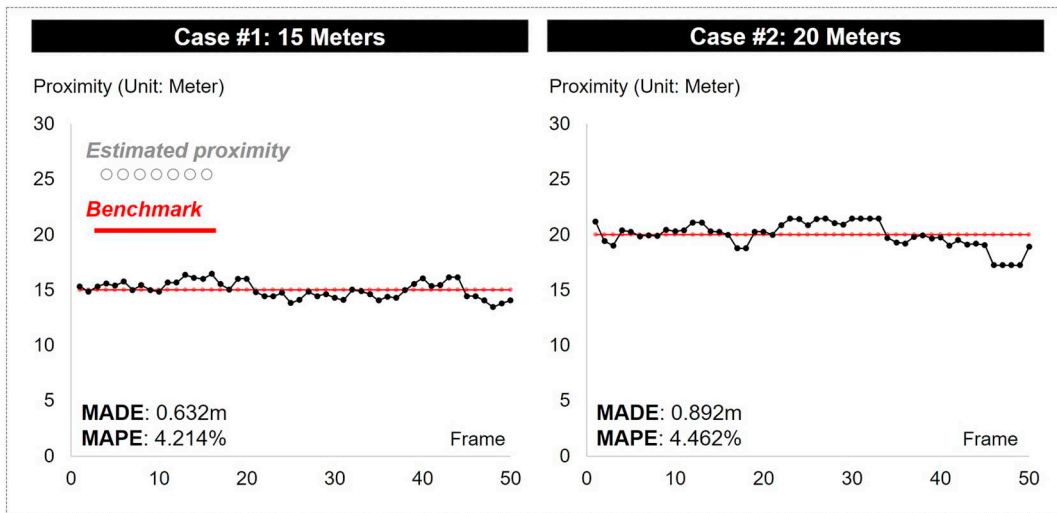 Case #1: 15 Meters
Proximity (Unit: Meter)
30
25
20
15
10
5
0
Estimated proximity
Benchmark
MADE: 0.632m
MAPE: 4.214%
Frame
0 10 20 30 40 50
Case #2: 20 Meters
Proximity (Unit: Meter)
30
25
20
15
10
5
0
MADE: 0.892m
MAPE: 4.462%
Frame
0 10 20 30 40 50